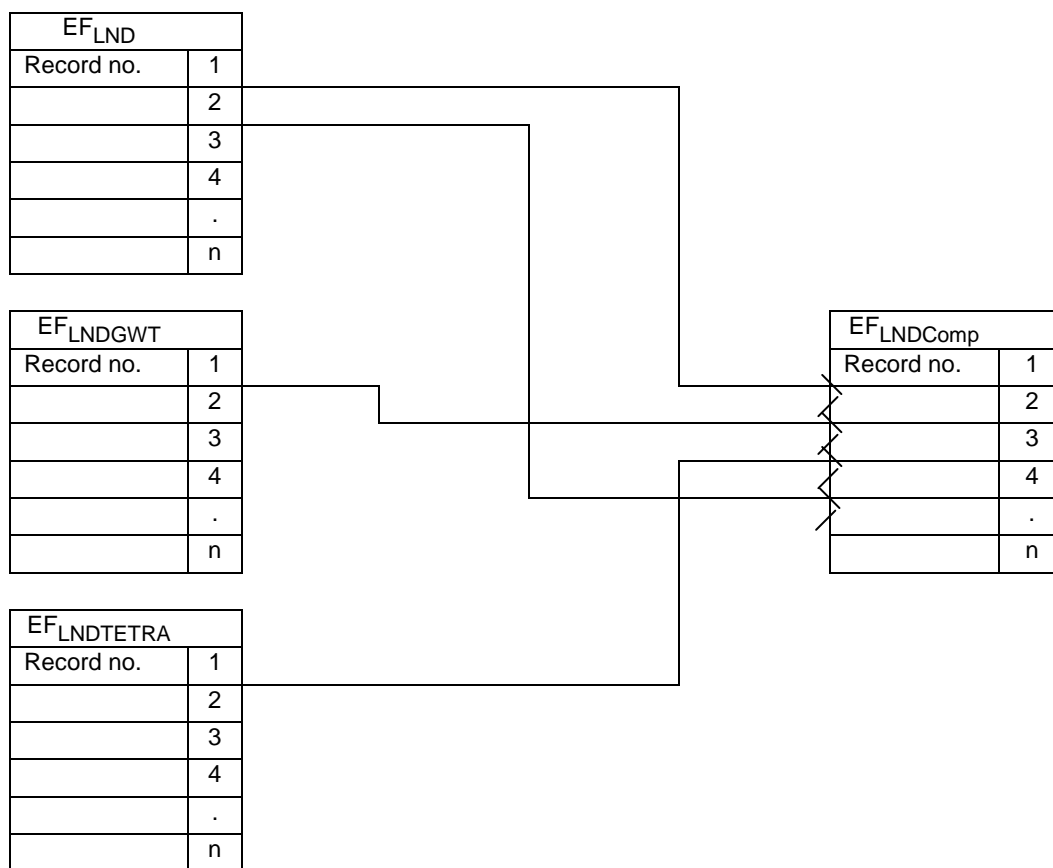 EFLND
Record no. 1
2
3
4
.
n
EFLNDGWT
Record no. 1
2
3
4
.
n
EFLNDComp
Record no. 1
2
3
4
.
n
EFLNDTETRA
Record no. 1
2
3
4
.
n